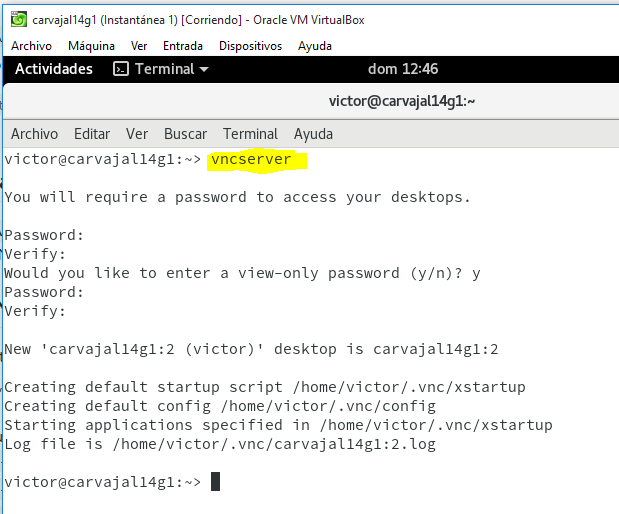 carvajal14g1 (Instantánea 1) [Corriendo] - Oracle VM VirtualBox
Archivo Máquina Ver Entrada Dispositivos Ayuda
Actividades Terminal dom 12:46
victor@carvajal14g1:~
Archivo Editar Ver Buscar Terminal Ayuda
victor@carvajal14g1:~> vncserver
You will require a password to access your desktops.
Password:
Verify:
Would you like to enter a view-only password (y/n)? y
Password:
Verify:
New 'carvajal14g1:2 (victor)' desktop is carvajal14g1:2
Creating default startup script /home/victor/.vnc/xstartup
Creating default config /home/victor/.vnc/config
Starting applications specified in /home/victor/.vnc/xstartup
Log file is /home/victor/.vnc/carvajal14g1:2.log
victor@carvajal14g1:~>